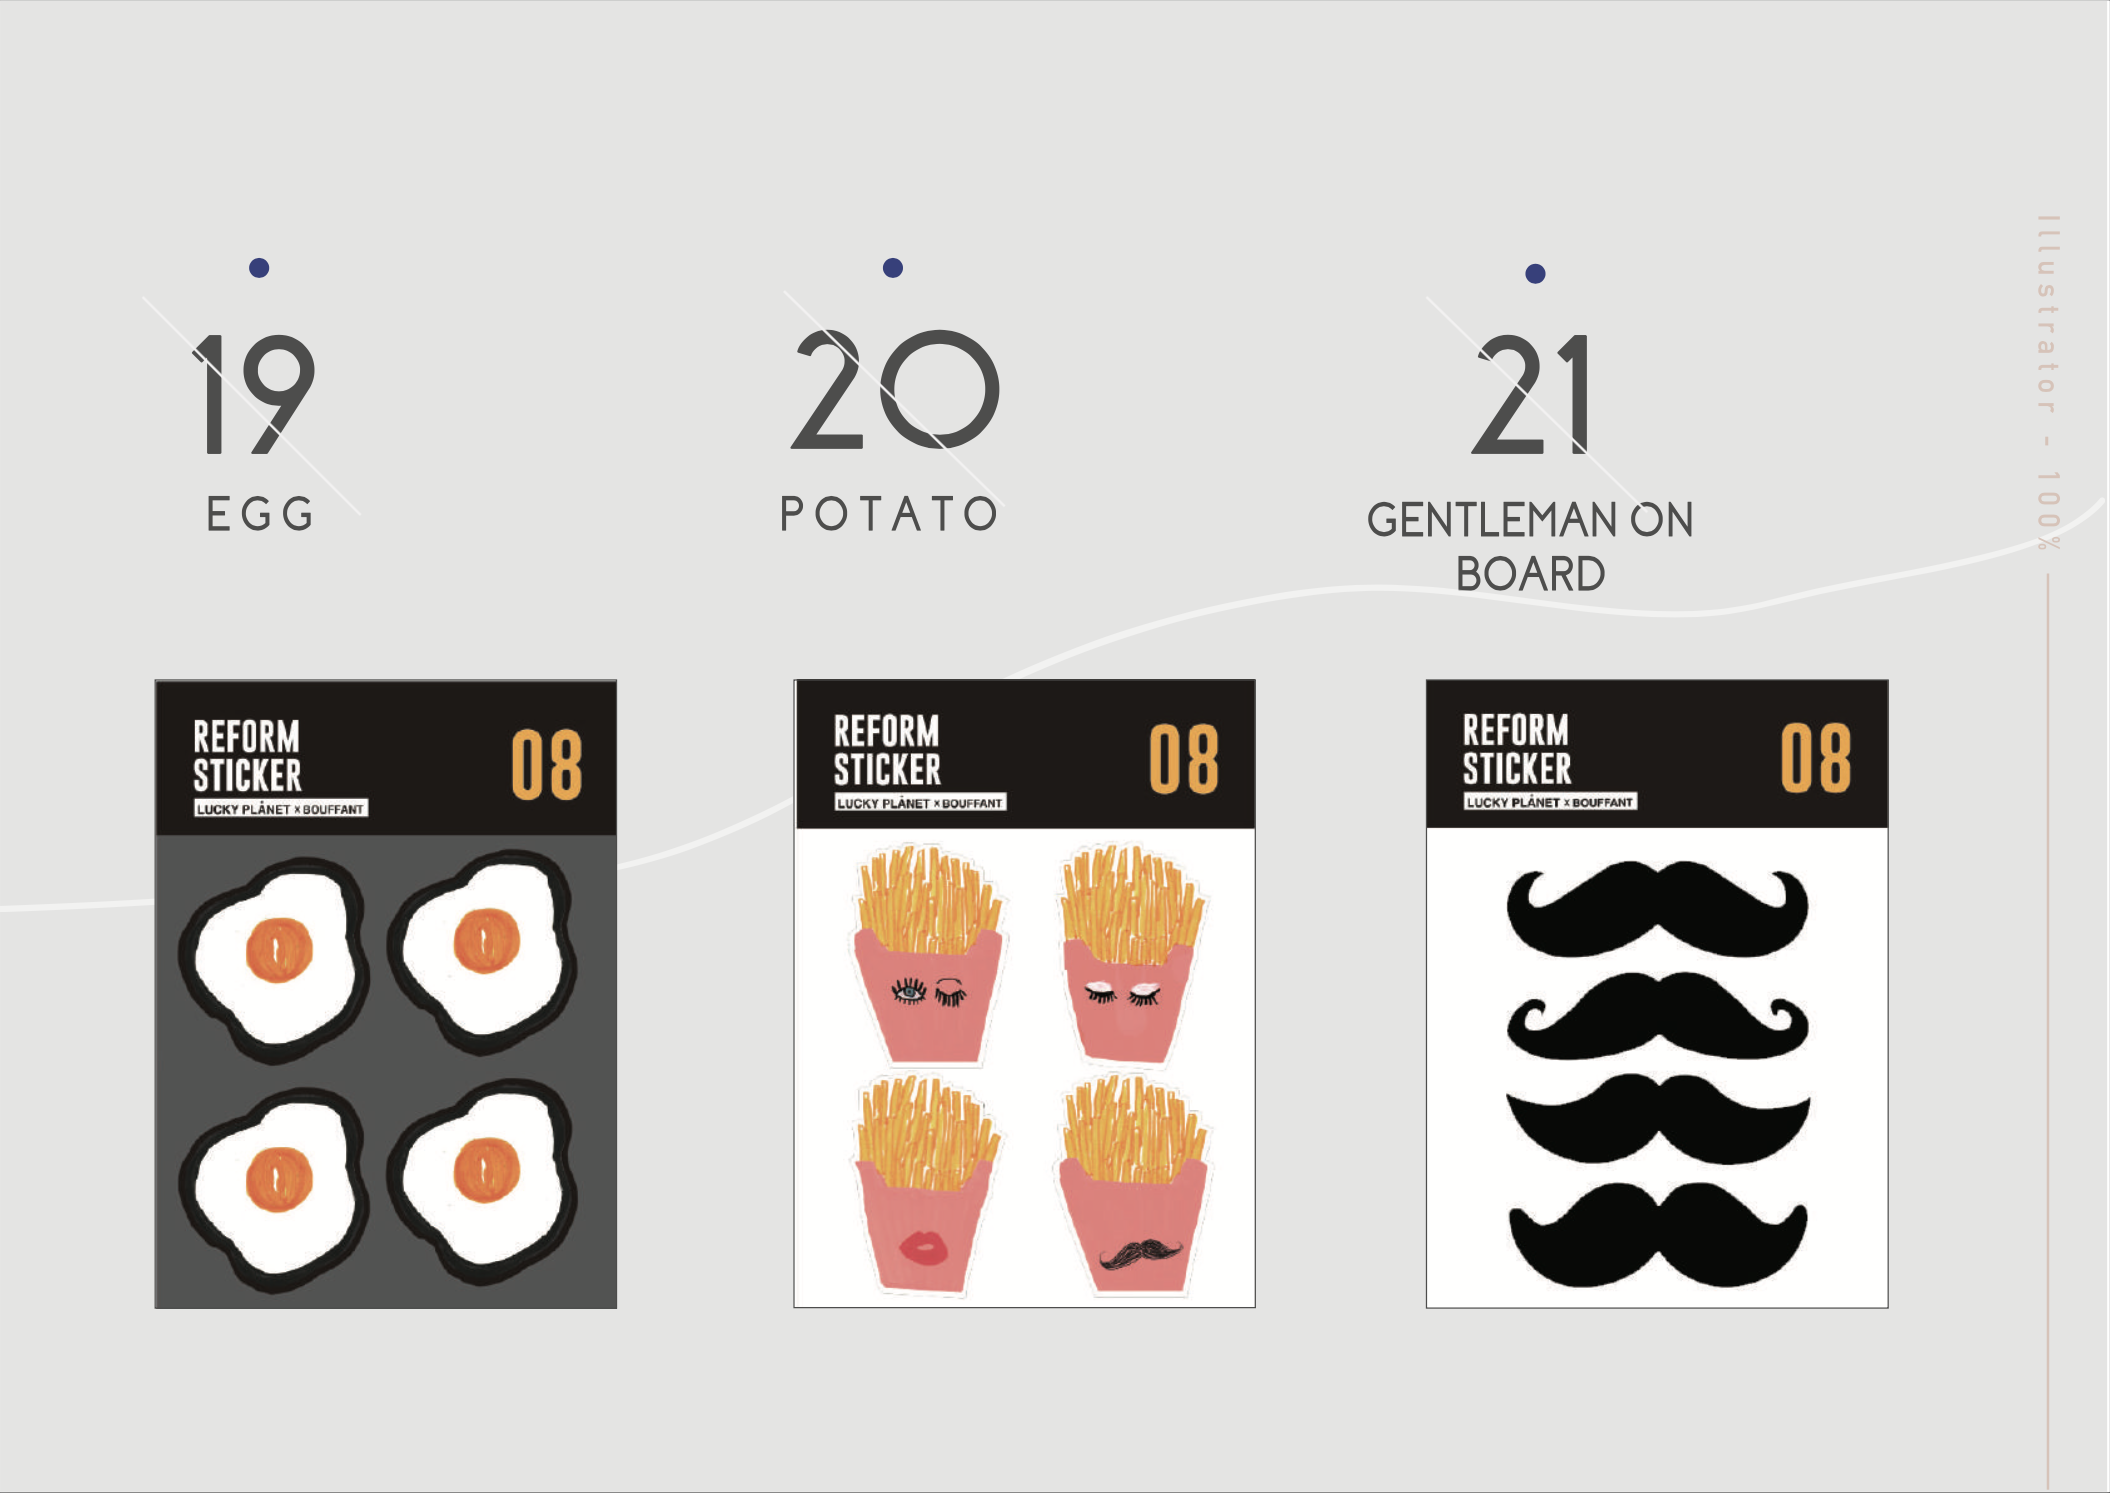 19
EGG
20
POTATO
21
GENTLEMAN ON
BOARD
REFORM
STICKER
08
LUCKY PLÅNET x BOUFFANT
REFORM
STICKER
08
LUCKY PLÅNET x BOUFFANT
REFORM
STICKER
08
LUCKY PLÅNET x BOUFFANT
Illustrator - 100%